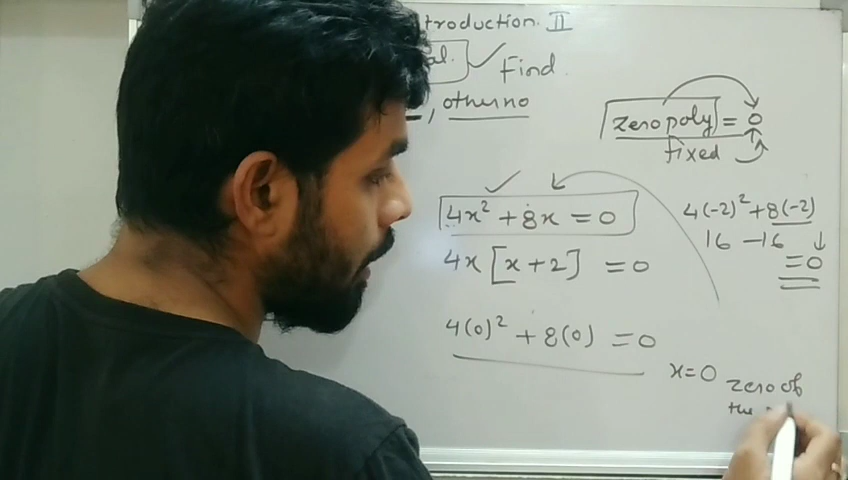 troduction. II
al. ✓ Find
, otherno
zero poly = 0
fixed
✓
4x² + 8x = 0
4x [x + 2] = 0
4(0)² + 8(0) = 0
4(-2)² + 8(-2)
16 - 16
= 0
x = 0 zero of
the